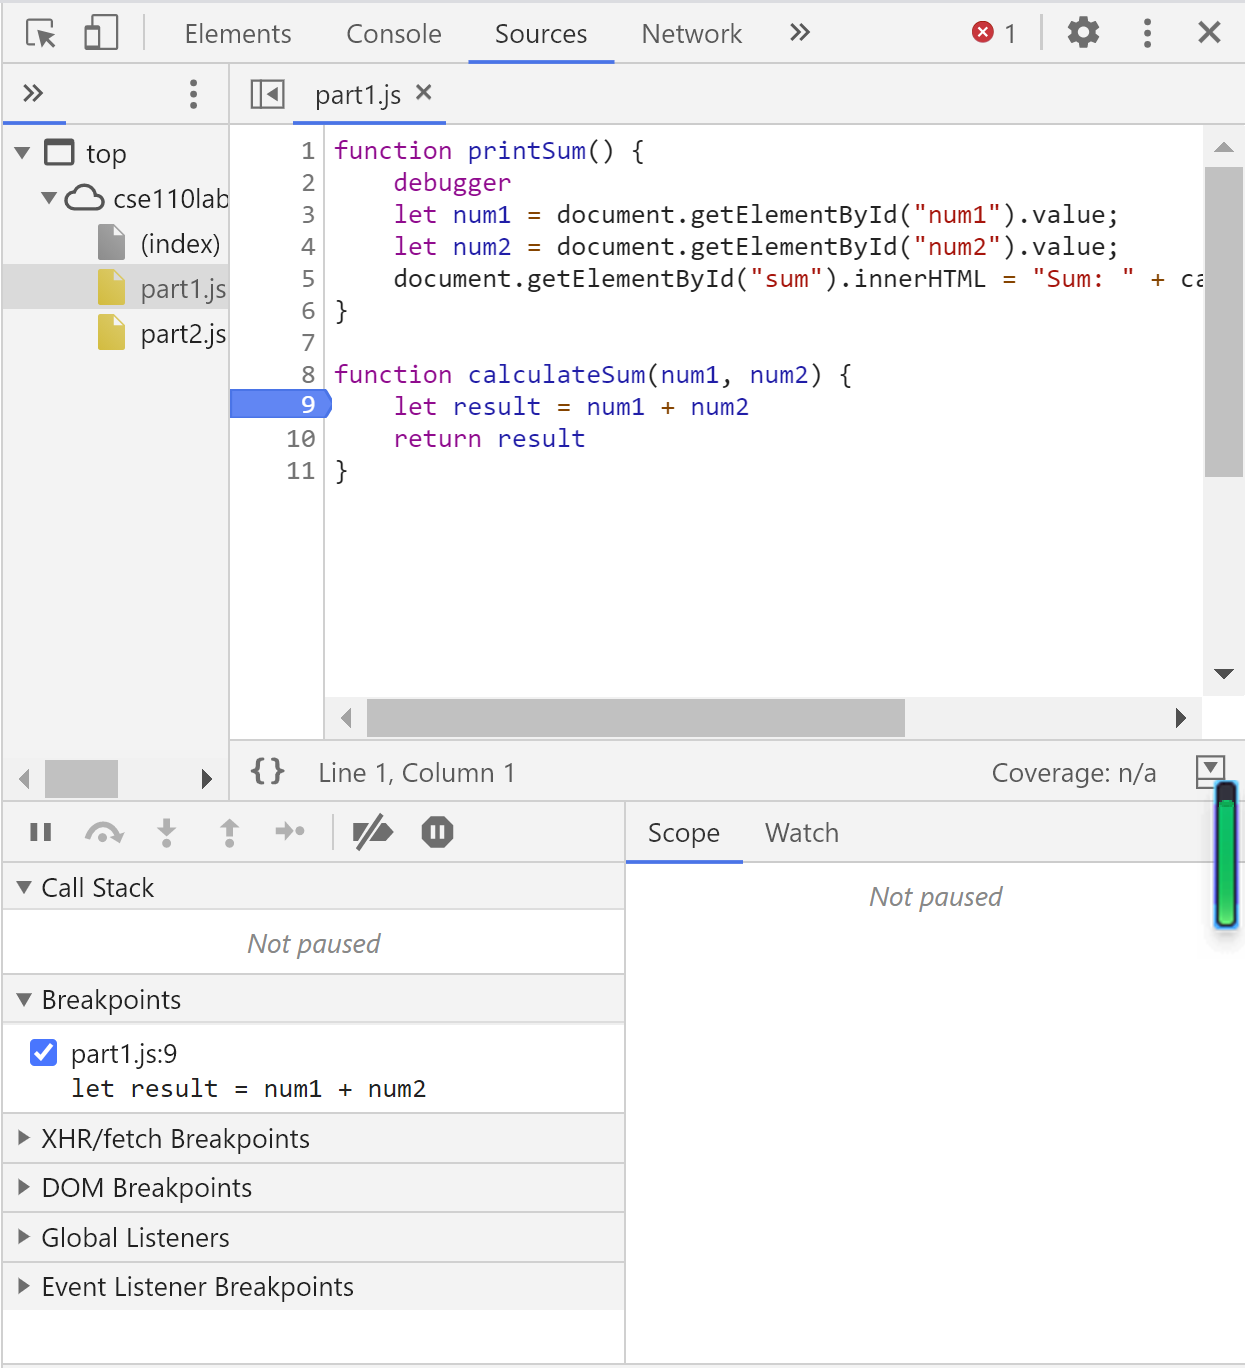 Elements Console Sources Network 1
part1.js
top
cse110lab
(index)
part1.js
part2.js
1 function printSum() {
2 debugger
3 let num1 = document.getElementById("num1").value;
4 let num2 = document.getElementById("num2").value;
5 document.getElementById("sum").innerHTML = "Sum: " + ca
6 }
7
8 function calculateSum(num1, num2) {
9 let result = num1 + num2
10 return result
11 }
{} Line 1, Column 1 Coverage: n/a
Call Stack
Not paused
Breakpoints
part1.js:9
let result = num1 + num2
XHR/fetch Breakpoints
DOM Breakpoints
Global Listeners
Event Listener Breakpoints
Scope Watch
Not paused